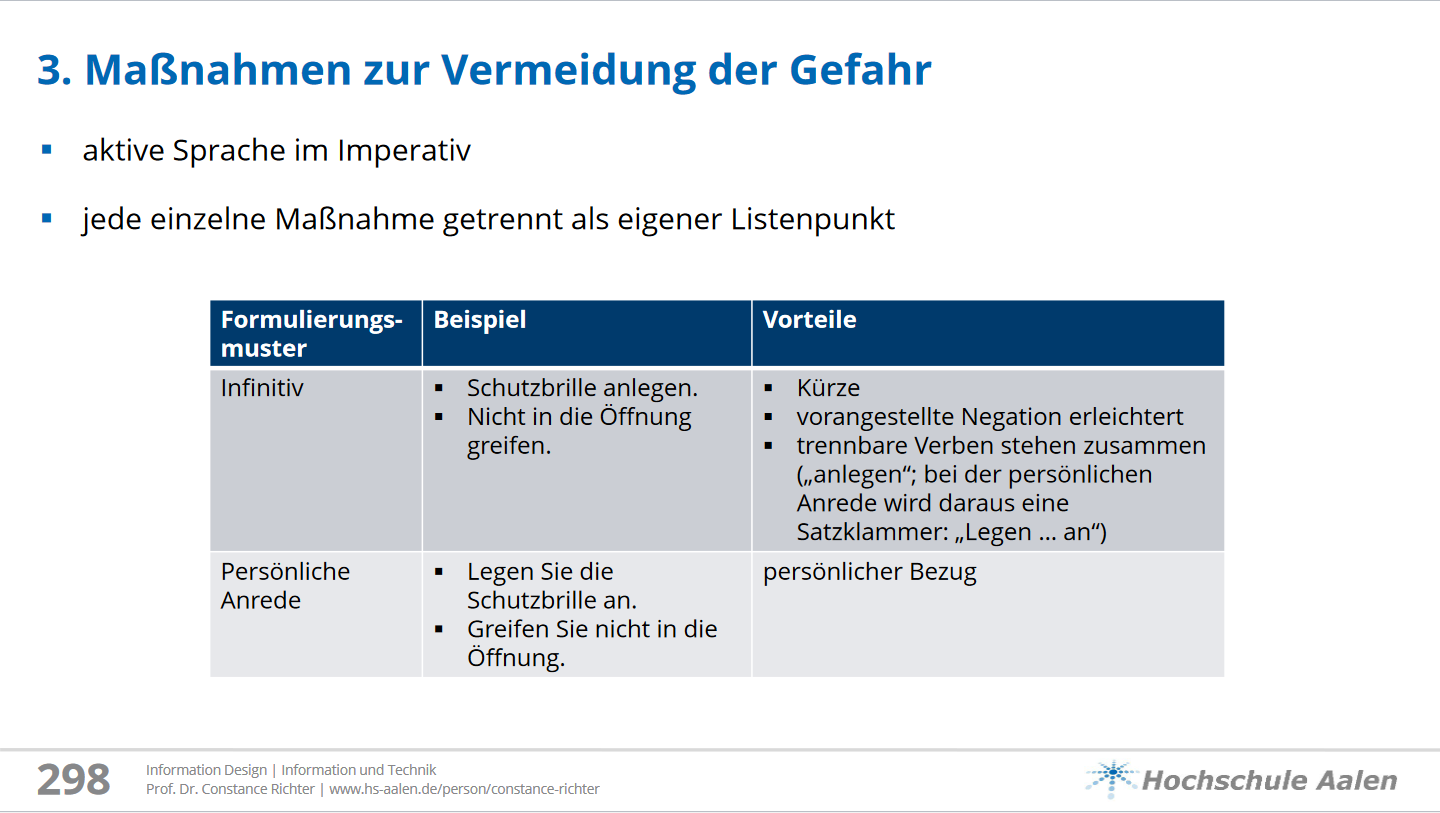 3. Maßnahmen zur Vermeidung der Gefahr
aktive Sprache im Imperativ
jede einzelne Maßnahme getrennt als eigener Listenpunkt
Formulierungs-
muster
Beispiel
Vorteile
Infinitiv
Schutzbrille anlegen.
Nicht in die Öffnung
greifen.
Kürze
vorangestellte Negation erleichtert
trennbare Verben stehen zusammen
(„anlegen“; bei der persönlichen
Anrede wird daraus eine
Satzklammer: „Legen … an“)
Persönliche
Anrede
Legen Sie die
Schutzbrille an.
Greifen Sie nicht in die
Öffnung.
persönlicher Bezug
298
Information Design | Information und Technik
Prof. Dr. Constance Richter | www.hs-aalen.de/person/constance-richter
Hochschule Aalen